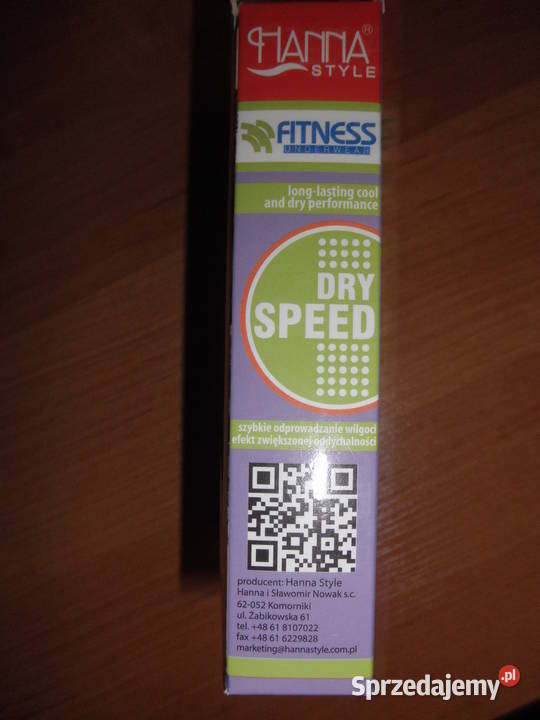 HANNA®
STYLE
FITNESS
UNDERWEAR
long-lasting cool
and dry performance
DRY
SPEED
szybkie odprowadzanie wilgoci
efekt zwiększonej oddychalności
producent: Hanna Style
Hanna i Sławomir Nowak s.c.
62-052 Komorniki
ul. Żabikowska 61
tel. +48 61 8107022
fax +48 61 6229828
marketing@hannastyle.com.pl
Sprzedajemy.pl